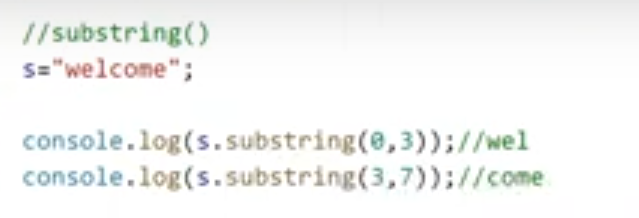 //substring()
s="welcome";
console.log(s.substring(0,3));//wel
console.log(s.substring(3,7));//come